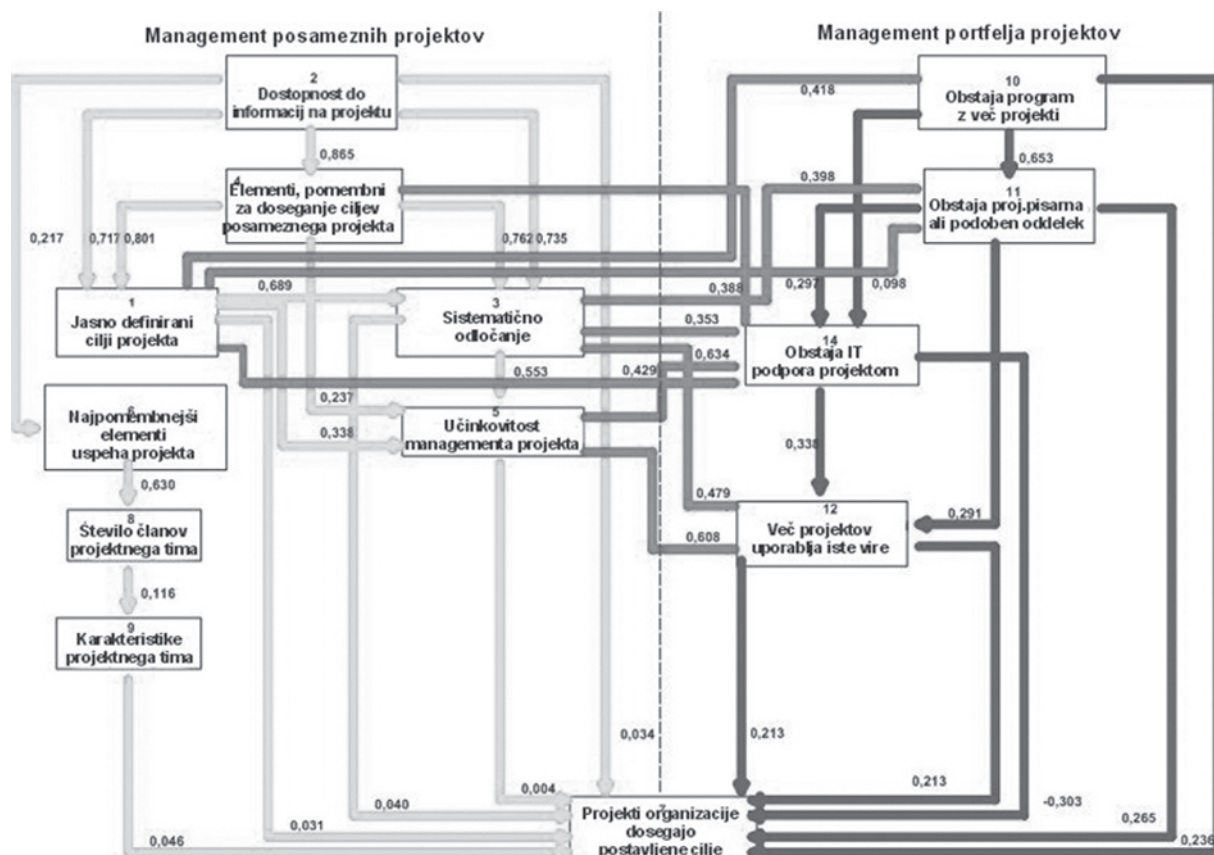 Management posameznih projektov
Management portfelja projektov
2
Dostopnost do
informacij na projektu
10
Obstaja program
z več projekti
0,418
0,865
0,653
4
Elementi, pomembni
za doseganje ciljev
posameznega projekta
0,398
11
Obstaja proj.pisarna
ali podoben oddelek
0,217
0,717
0,801
0,762
0,735
0,689
0,388
0,297
0,098
1
Jasno definirani
cilji projekta
3
Sistematično
odločanje
0,353
14
Obstaja IT
podpora projektom
0,634
0,553
0,429
6
Najpomembnejši
elementi
uspeha projekta
0,237
5
Učinkovitost
managementa projekta
0,338
0,338
0,630
0,479
8
Število članov
projektnega tima
12
Več projektov
uporablja iste vire
0,291
0,608
0,116
9
Karakteristike
projektnega tima
0,034
0,213
0,004
0,213
0,040
-0,303
0,031
0,265
0,046
0,236
7
Projekti organizacije
dosegajo
postavljene cilje